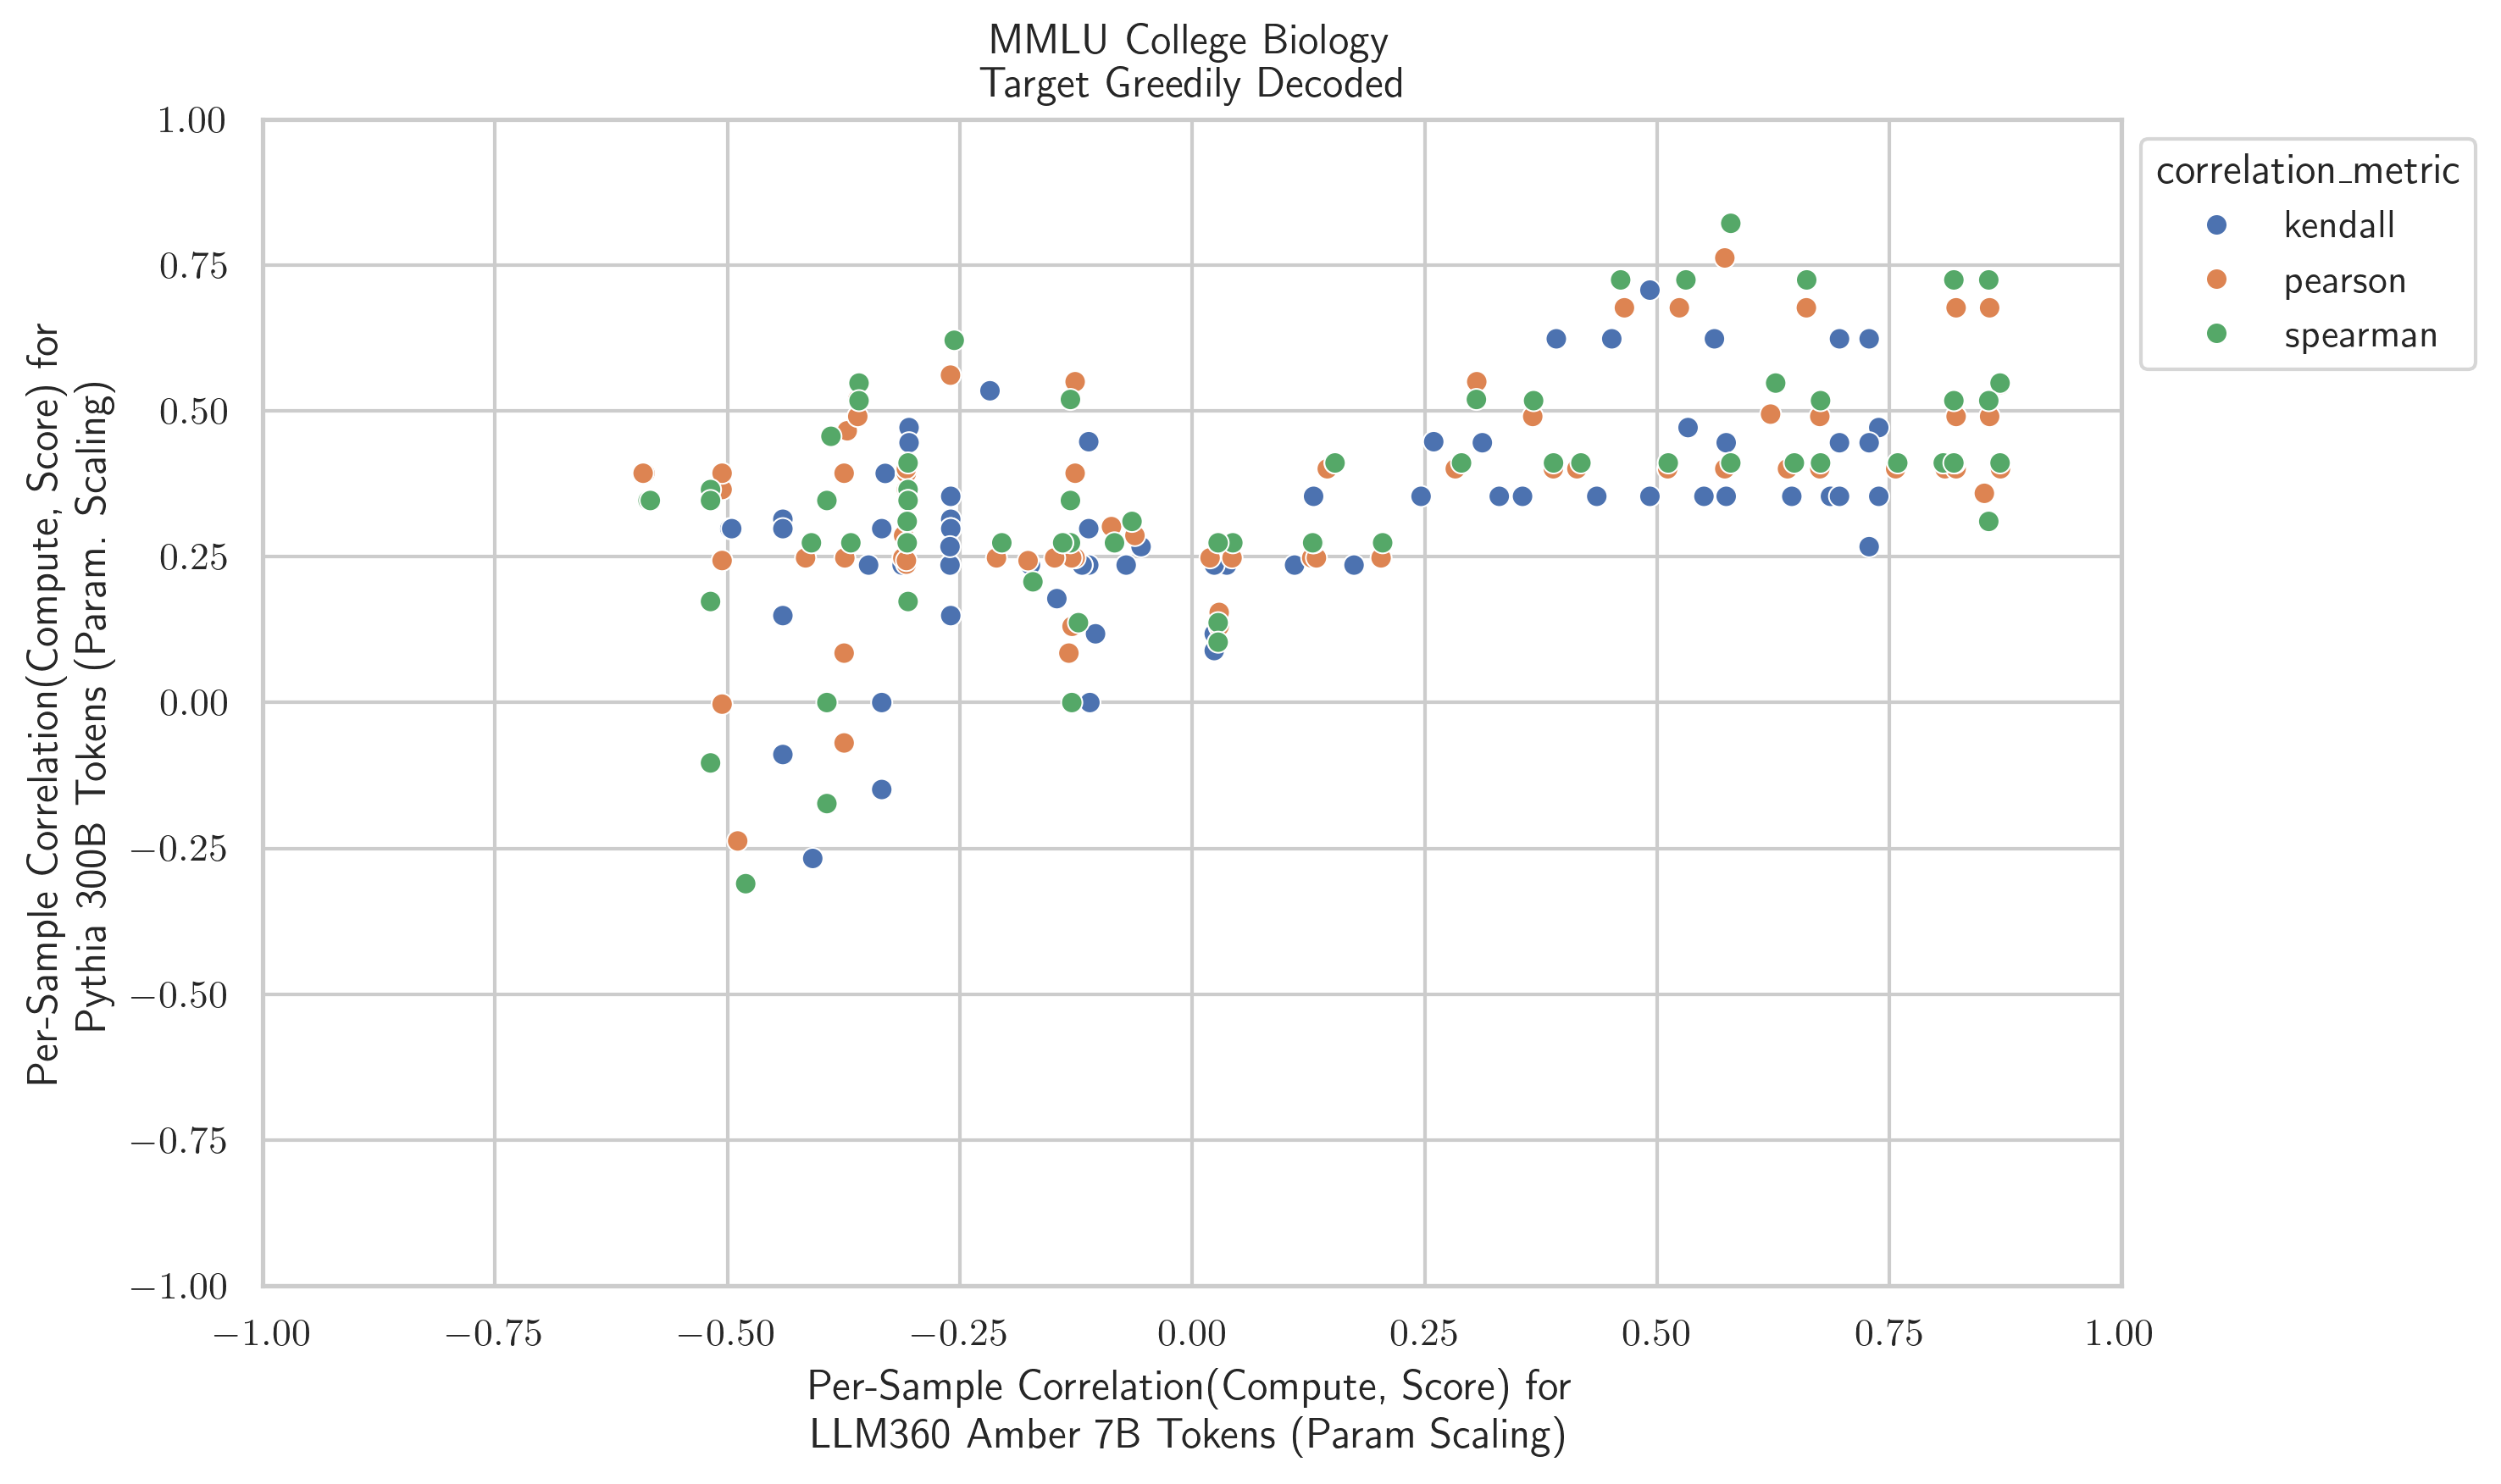 MMLU College Biology
Target Greedily Decoded
Per-Sample Correlation(Compute, Score) for
Pythia 300B Tokens (Param. Scaling)
1.00
0.75
0.50
0.25
0.00
−0.25
−0.50
−0.75
−1.00
−1.00 −0.75 −0.50 −0.25 0.00 0.25 0.50 0.75 1.00
Per-Sample Correlation(Compute, Score) for
LLM360 Amber 7B Tokens (Param Scaling)
correlation_metric
kendall
pearson
spearman